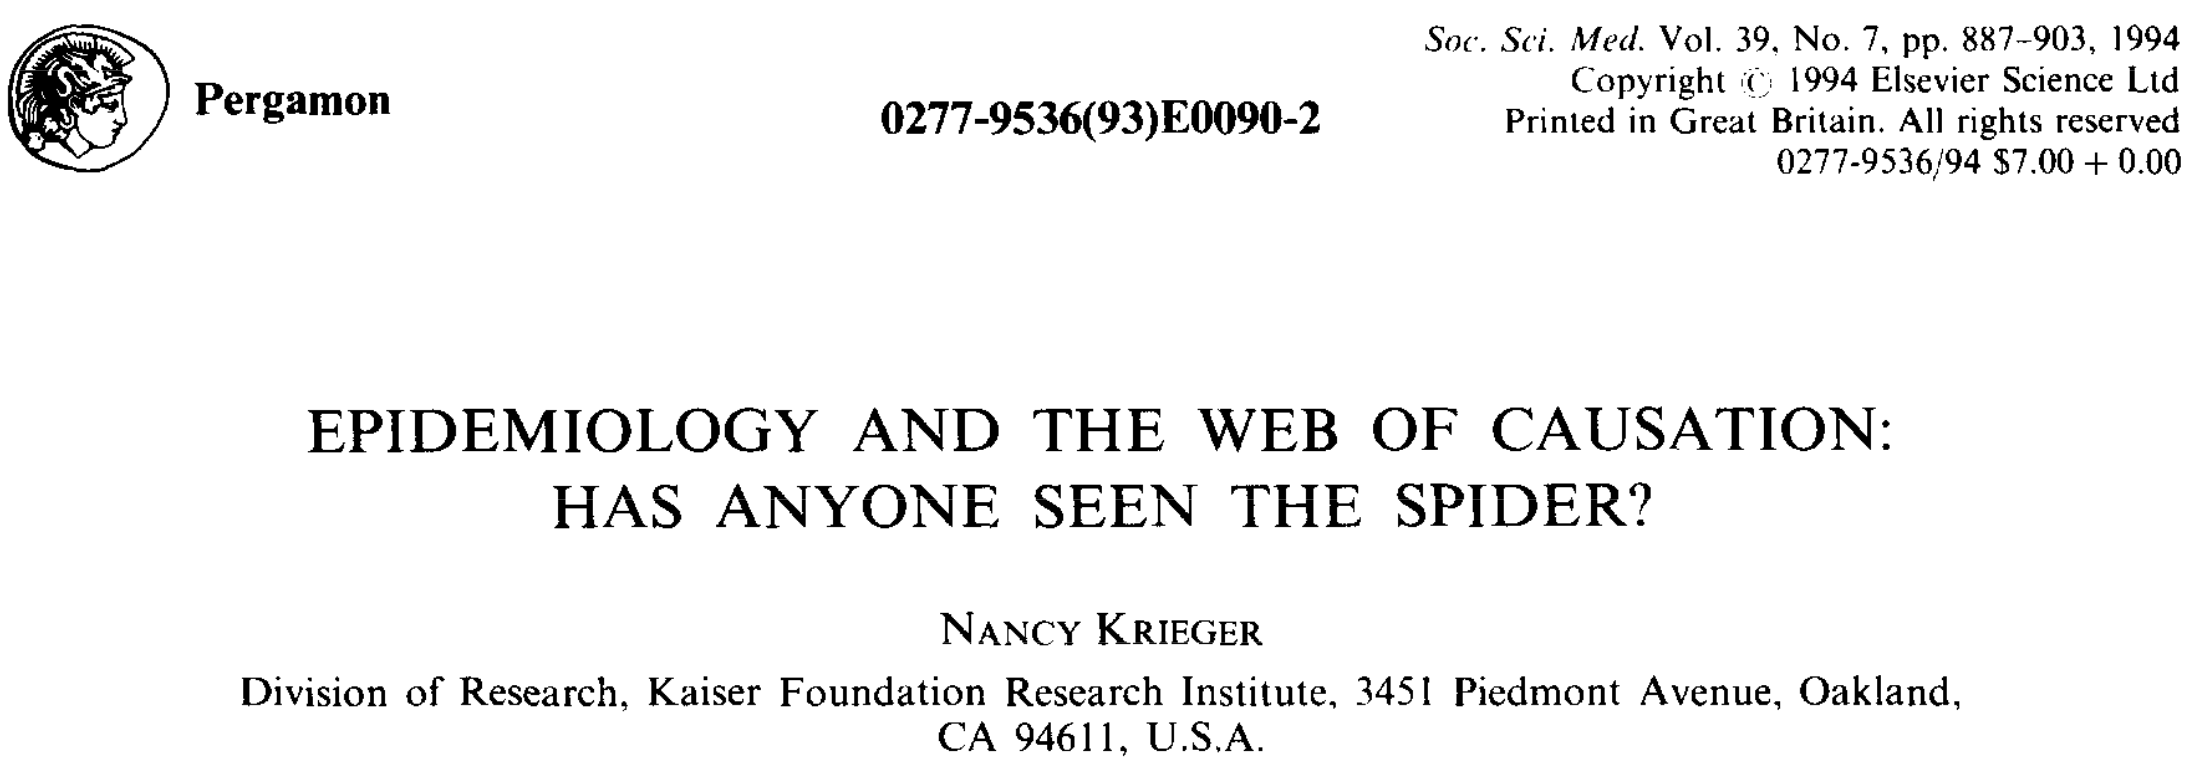 Pergamon
0277-9536(93)E0090-2
Soc. Sci. Med. Vol. 39, No. 7, pp. 887-903, 1994
Copyright © 1994 Elsevier Science Ltd
Printed in Great Britain. All rights reserved
0277-9536/94 $7.00 + 0.00
EPIDEMIOLOGY AND THE WEB OF CAUSATION:
HAS ANYONE SEEN THE SPIDER?
NANCY KRIEGER
Division of Research, Kaiser Foundation Research Institute, 3451 Piedmont Avenue, Oakland,
CA 94611, U.S.A.